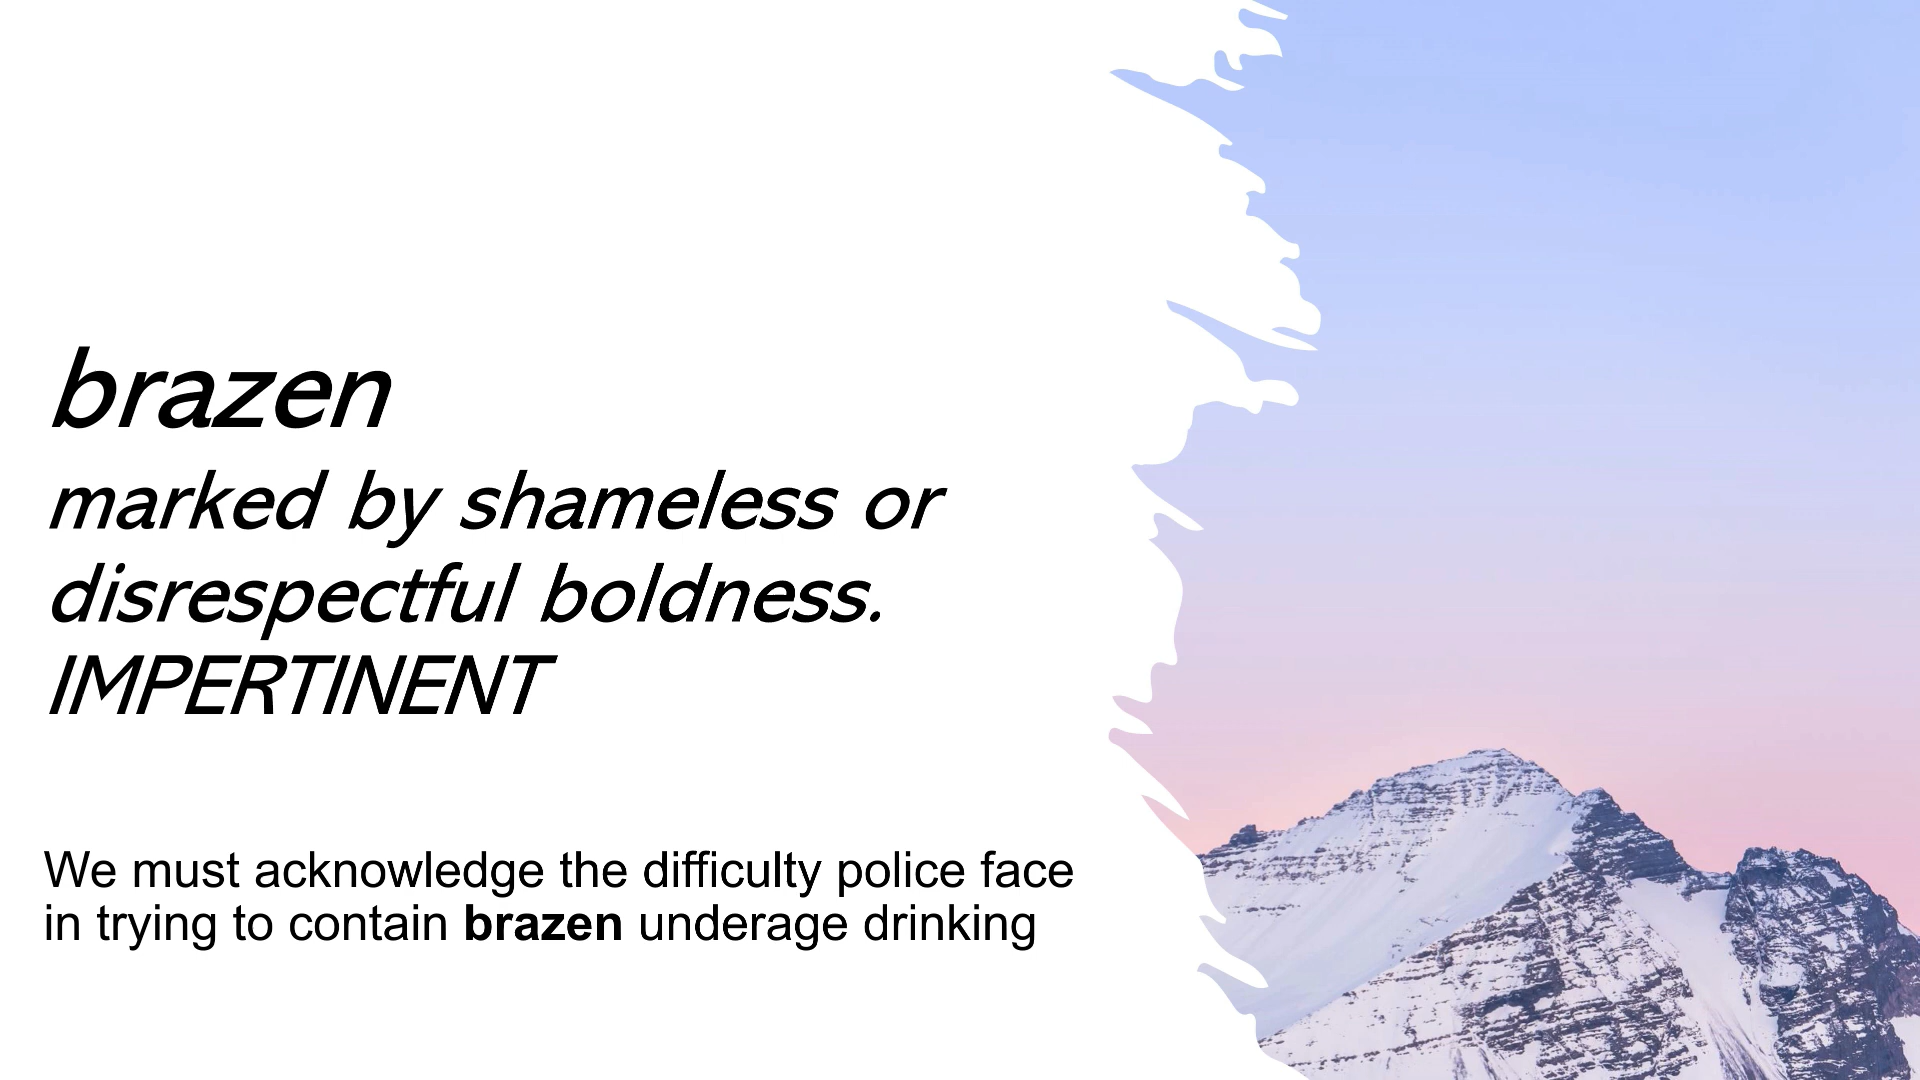 brazen
marked by shameless or
disrespectful boldness.
IMPERTINENT
We must acknowledge the difficulty police face
in trying to contain brazen underage drinking